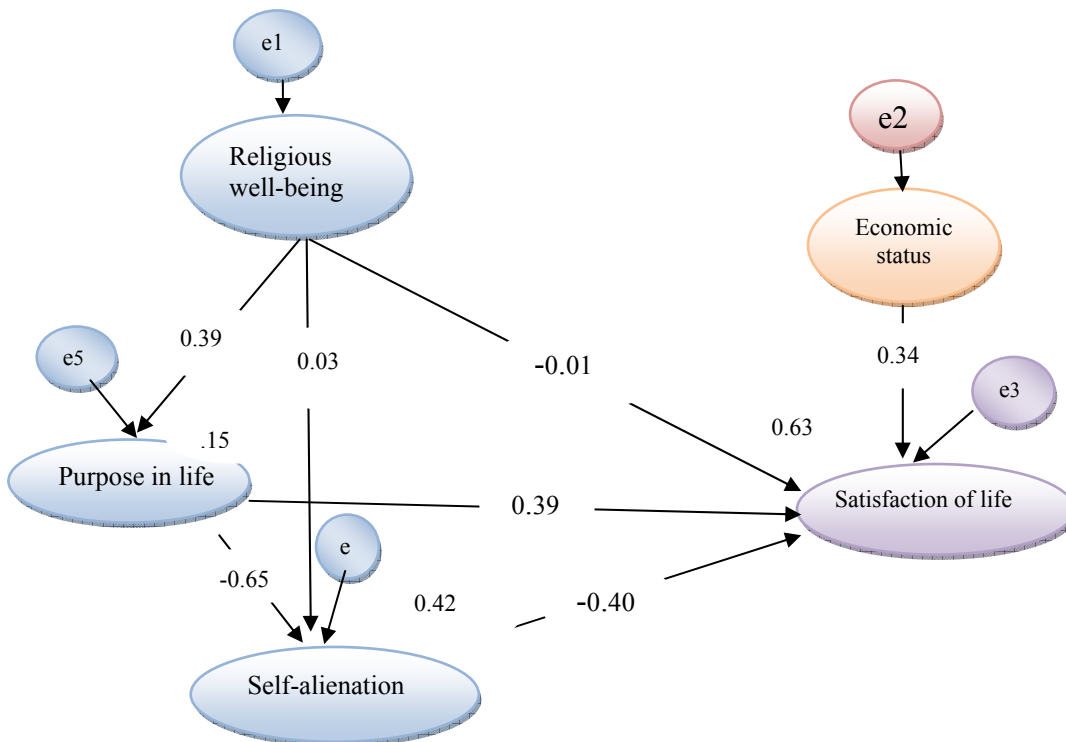 e1
Religious
well-being
e2
Economic
status
0.39
0.03
-0.01
0.34
e5
e3
.15
0.63
Purpose in life
0.39
Satisfaction of life
e
-0.65
0.42
-0.40
Self-alienation